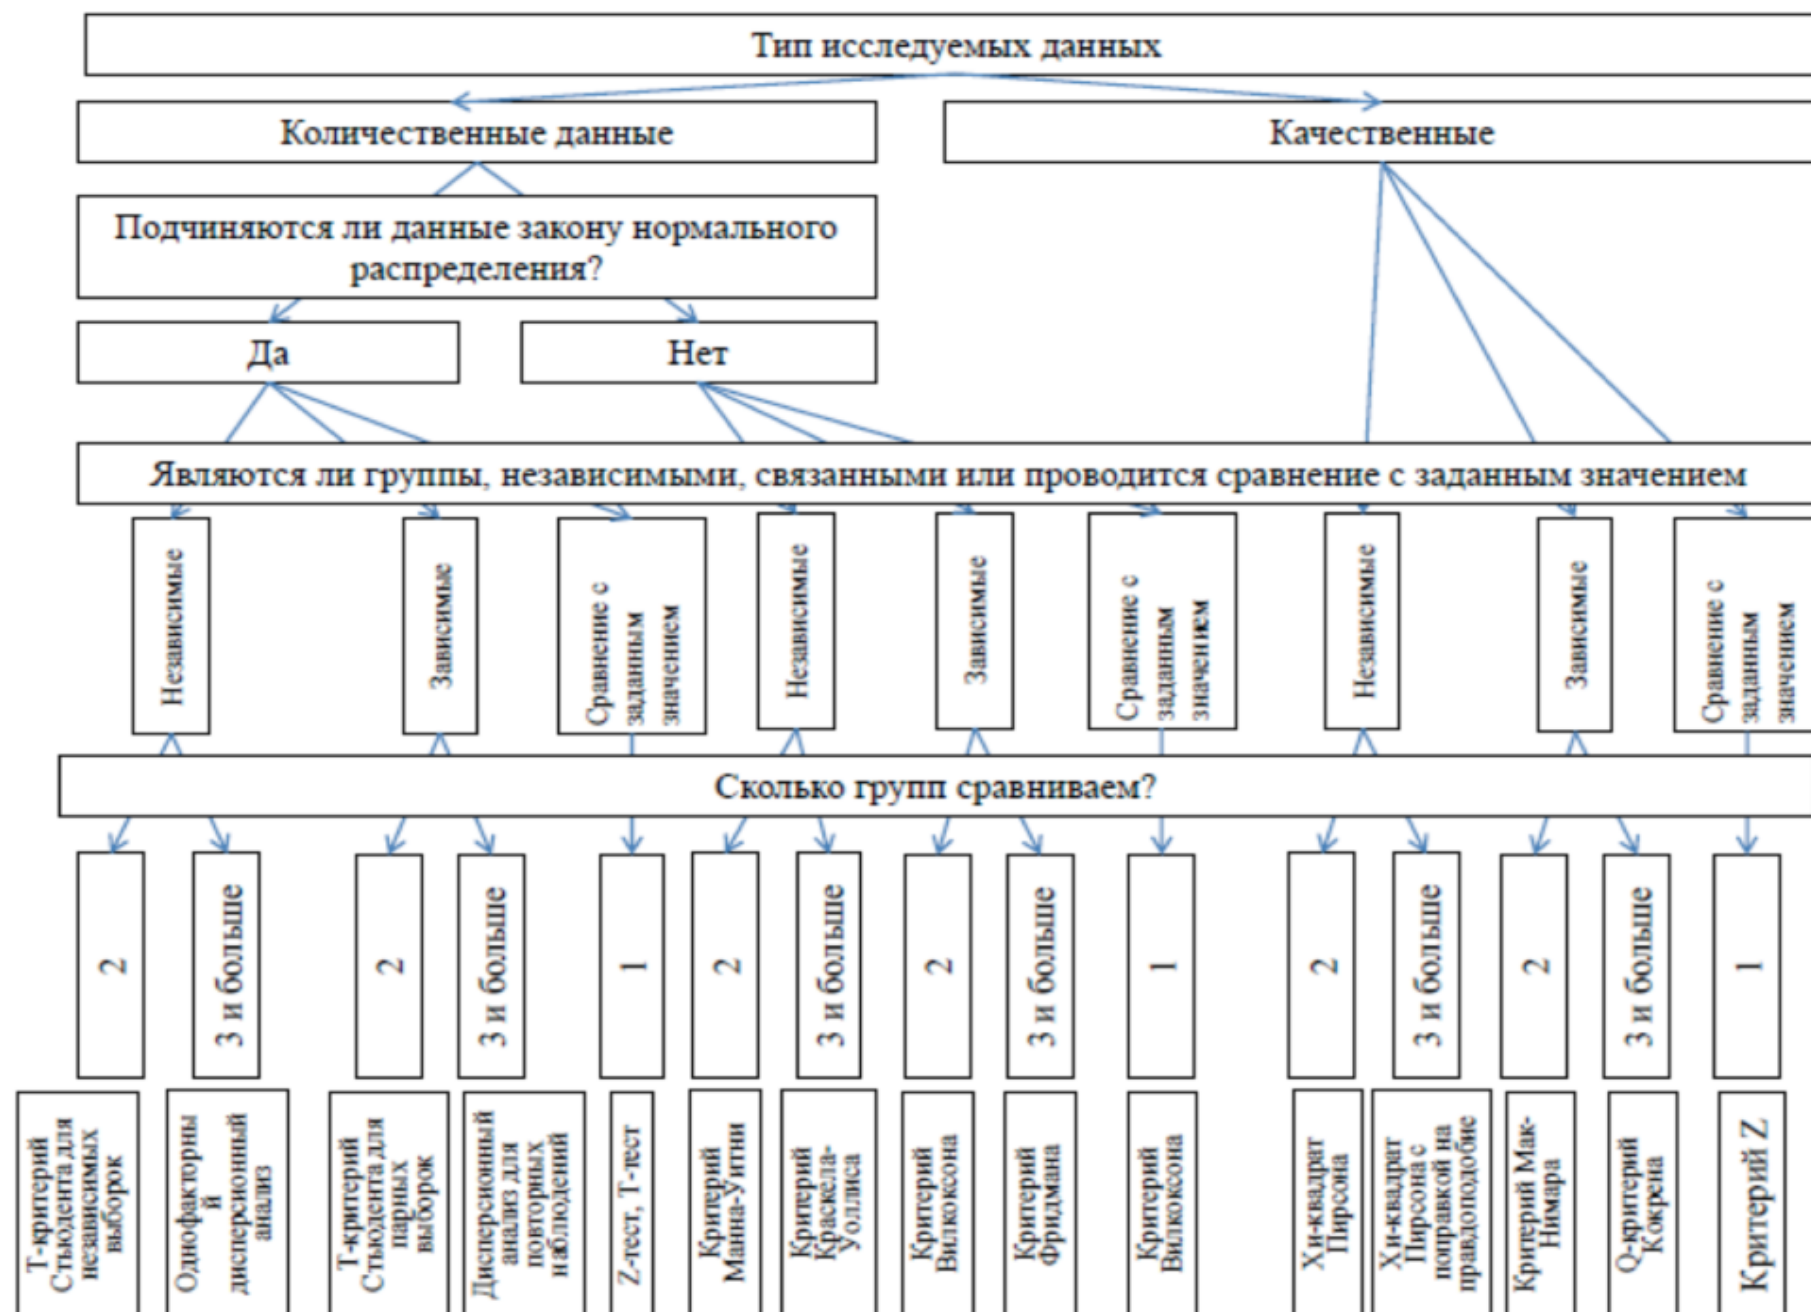 Тип исследуемых данных
Количественные данные
Качественные
Подчиняются ли данные закону нормального
распределения?
Да
Нет
Являются ли группы, независимыми, связанными или проводится сравнение с заданным значением
Независимые
Зависимые
Сравнение с
заданным
значением
Независимые
Зависимые
Сравнение с
заданным
значением
Независимые
Зависимые
Сравнение с
заданным
значением
Сколько групп сравниваем?
2
3 и больше
2
3 и больше
1
2
3 и больше
2
3 и больше
1
2
3 и больше
2
3 и больше
1
Т-критерий
Стьюдента для
независимых
выборок
Однофакторны
й
дисперсионный
анализ
Т-критерий
Стьюдента для
парных
выборок
Дисперсионный
анализ для
повторных
наблюдений
Z-тест, Т-тест
Критерий
Манна-Уитни
Критерий
Краскела-
Уоллиса
Критерий
Вилкоксона
Критерий
Фридмана
Критерий
Вилкоксона
Хи-квадрат
Пирсона
Хи-квадрат
Пирсона с
поправкой на
правдоподобие
Критерий Мак-
Нимара
Q-критерий
Кокрена
Критерий Z